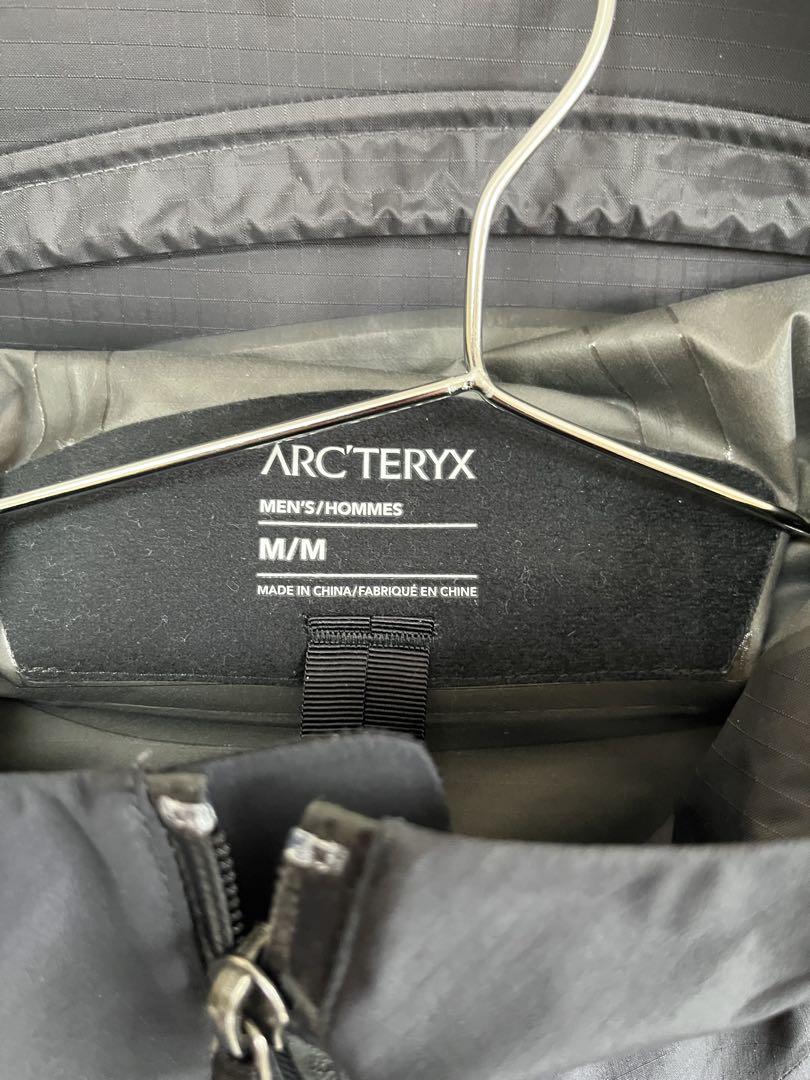 ARC'TERYX
MEN'S/HOMMES
M/M
MADE IN CHINA/FABRIQUÉ EN CHINE